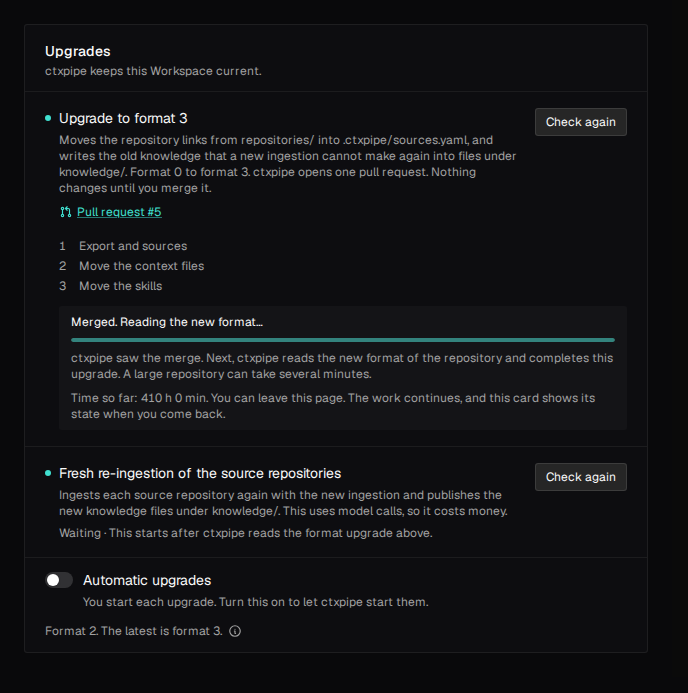 Upgrades
ctxpipe keeps this Workspace current.
Upgrade to format 3
Check again
Moves the repository links from repositories/ into .ctxpipe/sources.yaml, and
writes the old knowledge that a new ingestion cannot make again into files under
knowledge/. Format 0 to format 3. ctxpipe opens one pull request. Nothing
changes until you merge it.
Pull request #5
1 Export and sources
2 Move the context files
3 Move the skills
Merged. Reading the new format…
ctxpipe saw the merge. Next, ctxpipe reads the new format of the repository and completes this
upgrade. A large repository can take several minutes.
Time so far: 410 h 0 min. You can leave this page. The work continues, and this card shows its
state when you come back.
Fresh re-ingestion of the source repositories
Check again
Ingests each source repository again with the new ingestion and publishes the
new knowledge files under knowledge/. This uses model calls, so it costs money.
Waiting · This starts after ctxpipe reads the format upgrade above.
Automatic upgrades
You start each upgrade. Turn this on to let ctxpipe start them.
Format 2. The latest is format 3.